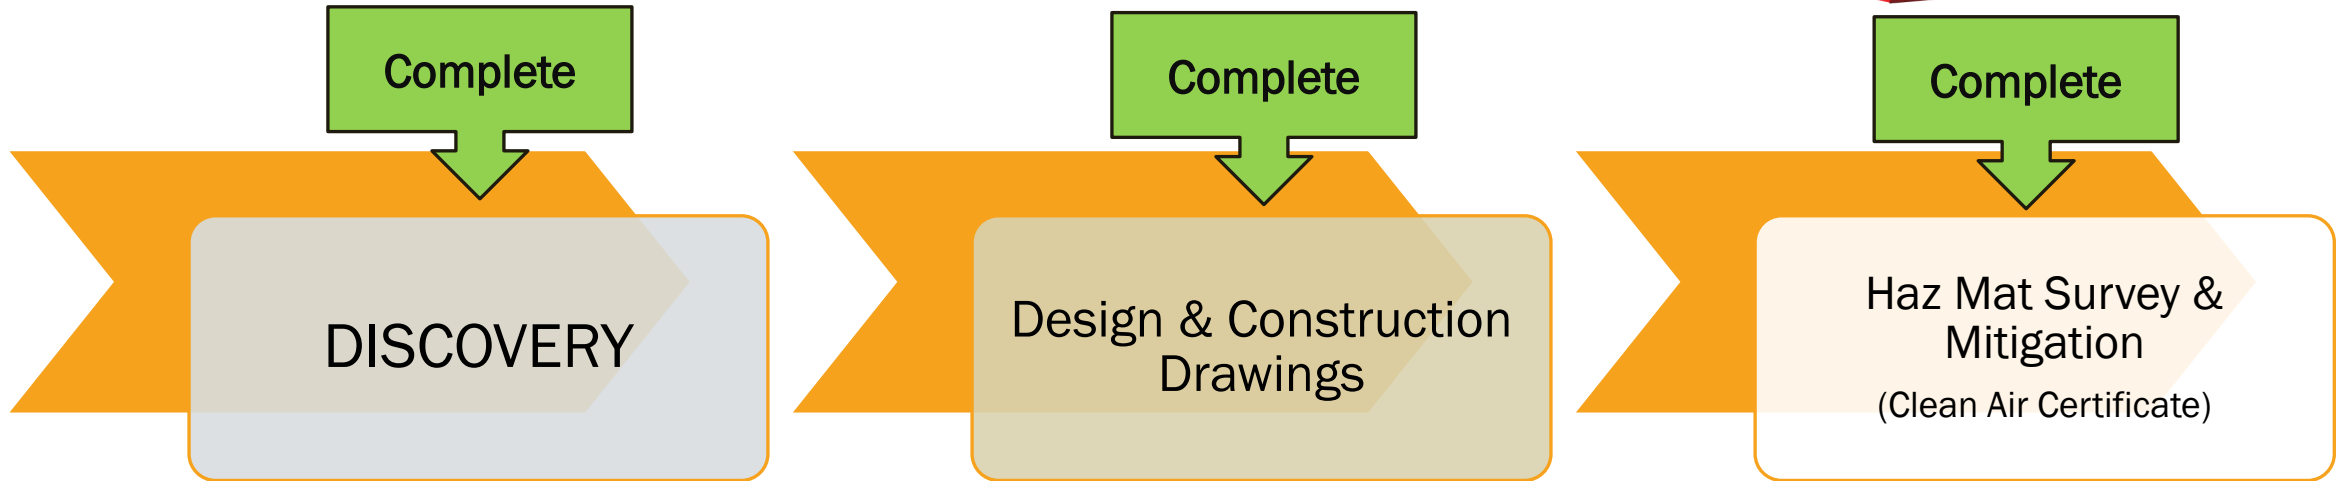 Complete
Complete
Complete
DISCOVERY
Design & Construction
Drawings
Haz Mat Survey &
Mitigation
(Clean Air Certificate)